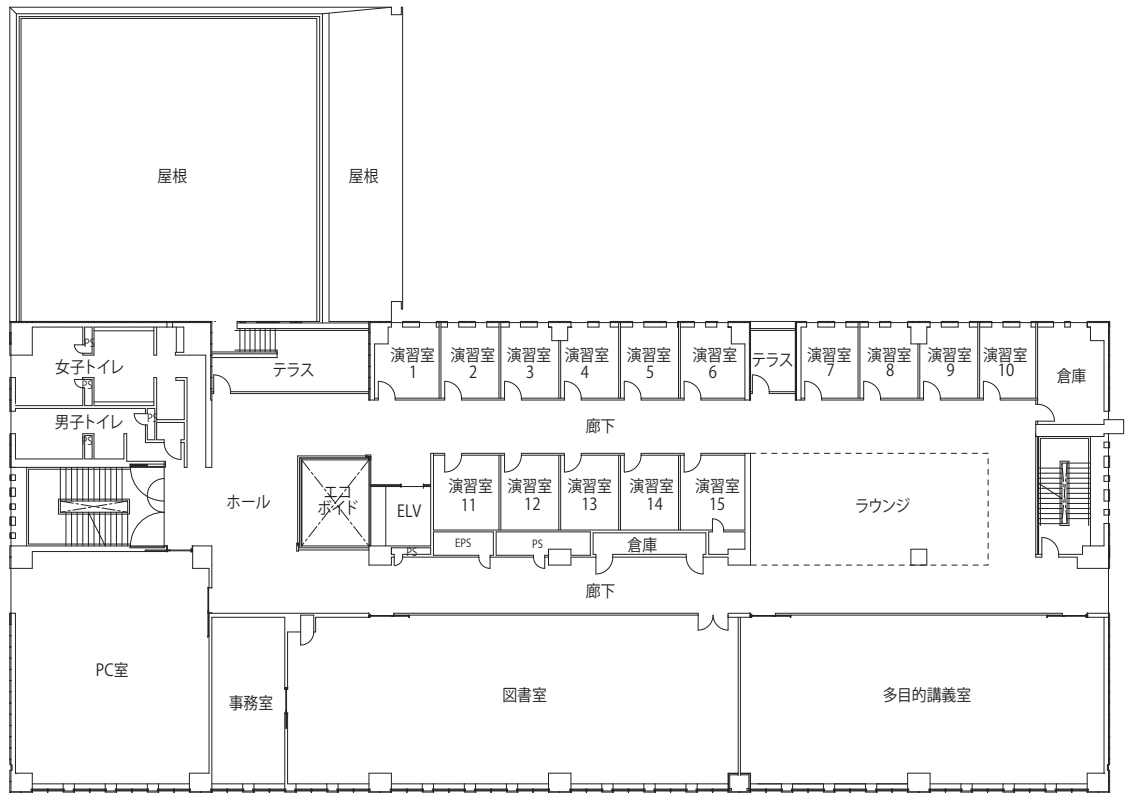 屋根
屋根
PS
女子トイレ
PS
男子トイレ
PS
PS
テラス
演習室
1
演習室
2
演習室
3
演習室
4
演習室
5
演習室
6
テラス
演習室
7
演習室
8
演習室
9
演習室
10
倉庫
廊下
ホール
エコ
ボイド
ELV
演習室
11
演習室
12
演習室
13
演習室
14
演習室
15
ラウンジ
PS
EPS
PS
倉庫
廊下
PC室
事務室
図書室
多目的講義室